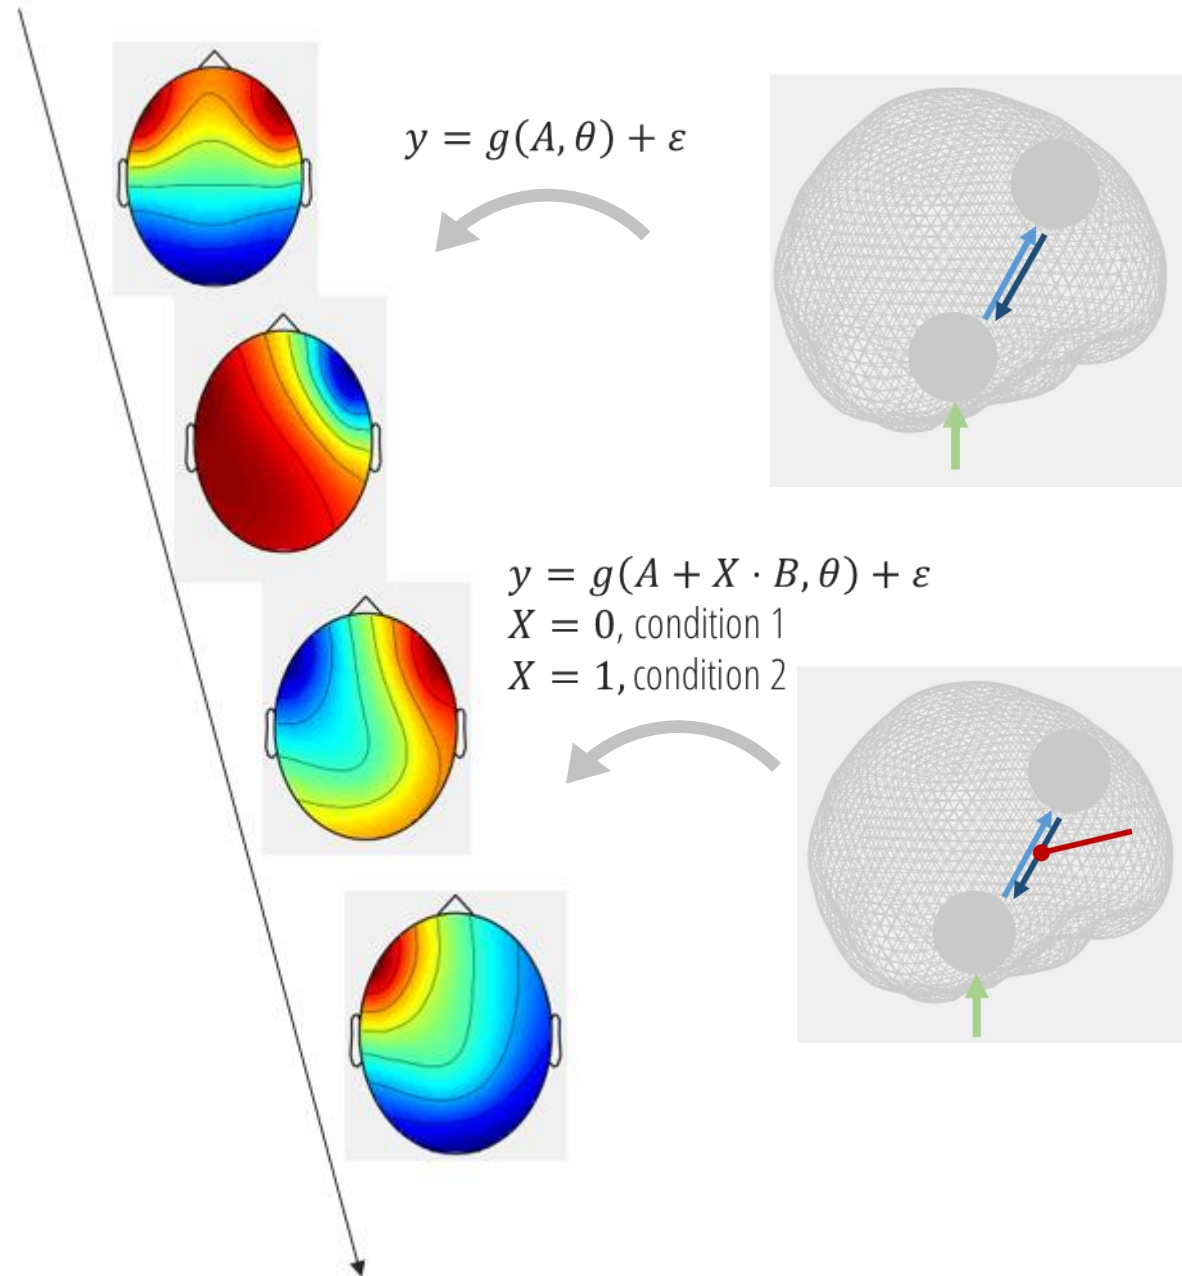 y = g(A, θ) + ε
y = g(A + X · B, θ) + ε
X = 0, condition 1
X = 1, condition 2